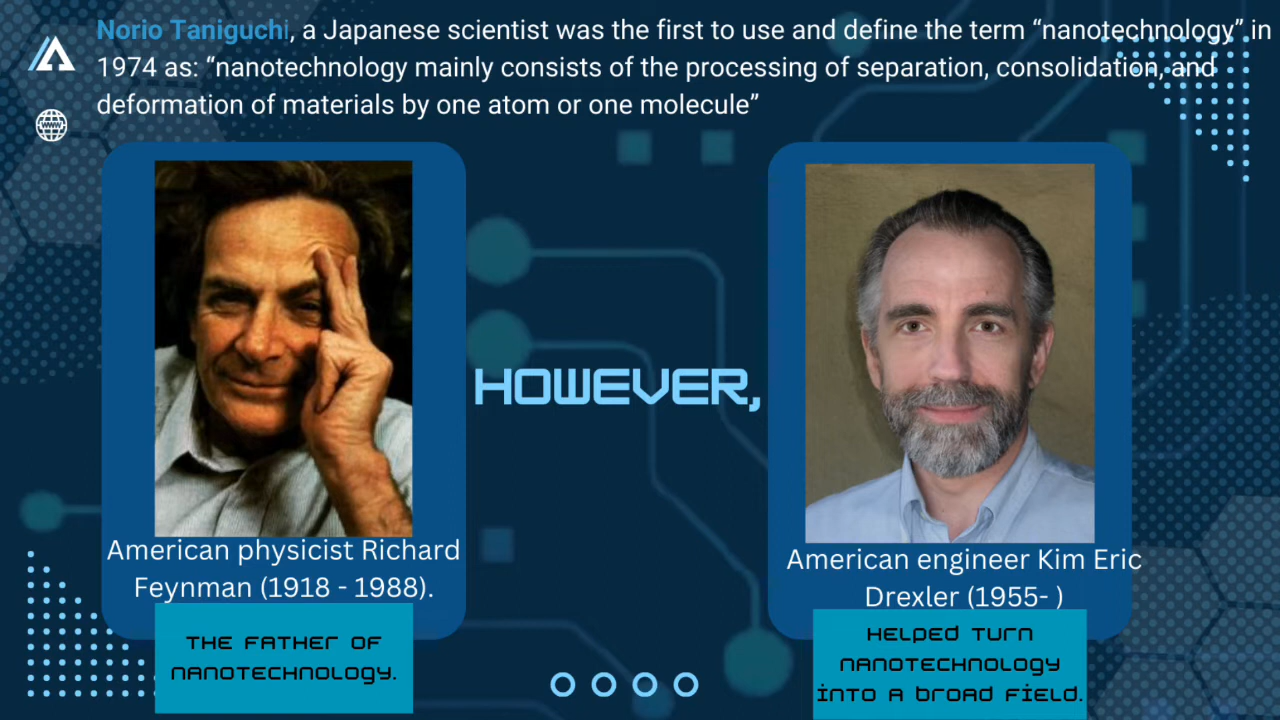 Norio Taniguchi, a Japanese scientist was the first to use and define the term “nanotechnology” in
1974 as: “nanotechnology mainly consists of the processing of separation, consolidation, and
deformation of materials by one atom or one molecule”
WWW
HOWEVER,
American physicist Richard
Feynman (1918 - 1988).
THE FATHER OF
NANOTECHNOLOGY.
American engineer Kim Eric
Drexler (1955- )
HELPED TURN
NANOTECHNOLOGY
INTO A BROAD FIELD.